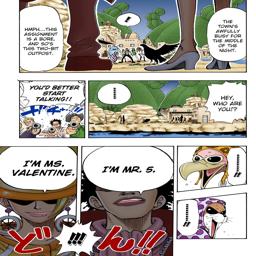 THE
TOWN'S
AWFULLY
BUSY FOR
THE MIDDLE
OF THE
NIGHT.
!
HMPH...THIS
ASSIGNMENT
IS A BORE,
AND SO'S
THIS TWO-BIT
OUTPOST.
HEY,
WHO ARE
YOU!?
YOU'D BETTER
START
TALKING!!
!!!!!
!!!!!
I'M MR. 5.
I'M MS.
VALENTINE.
ど
!!!
ん!!